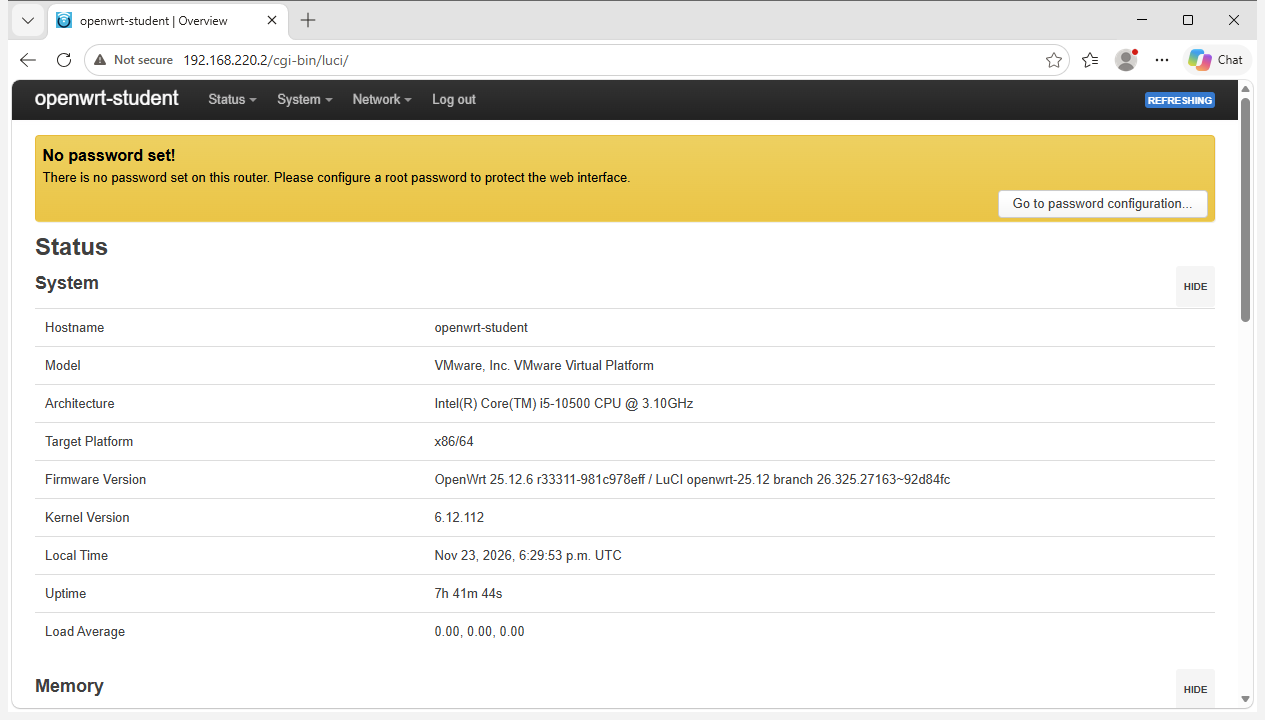 openwrt-student | Overview
Not secure 192.168.220.2/cgi-bin/luci/
Chat
openwrt-student Status System Network Log out REFRESHING
No password set!
There is no password set on this router. Please configure a root password to protect the web interface.
Go to password configuration...
Status
System HIDE
Hostname openwrt-student
Model VMware, Inc. VMware Virtual Platform
Architecture Intel(R) Core(TM) i5-10500 CPU @ 3.10GHz
Target Platform x86/64
Firmware Version OpenWrt 25.12.6 r33311-981c978eff / LuCI openwrt-25.12 branch 26.325.27163~92d84fc
Kernel Version 6.12.112
Local Time Nov 23, 2026, 6:29:53 p.m. UTC
Uptime 7h 41m 44s
Load Average 0.00, 0.00, 0.00
Memory HIDE